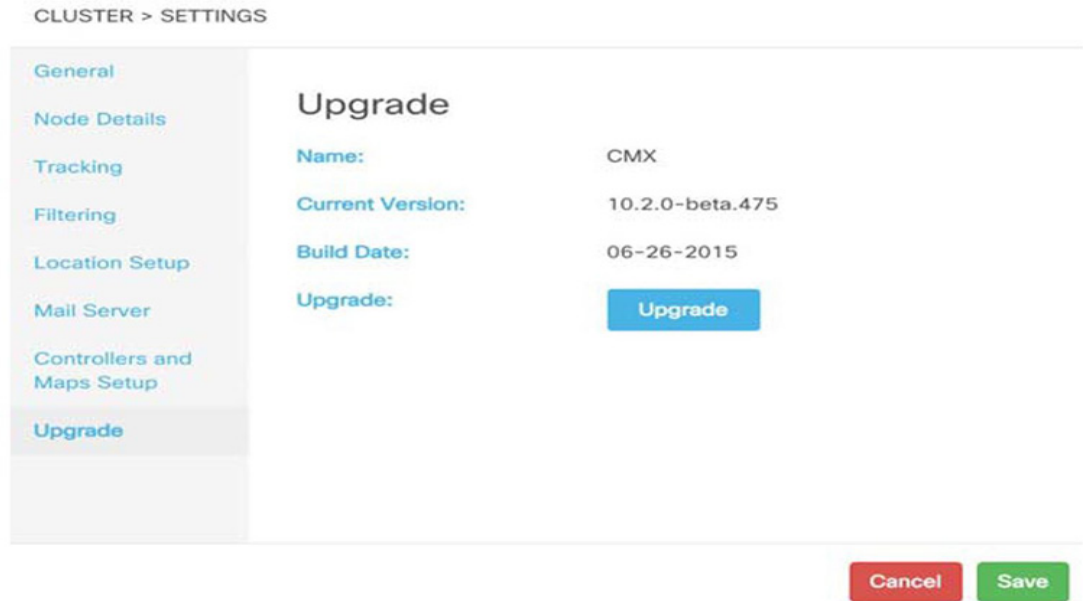 CLUSTER > SETTINGS
General
Node Details
Tracking
Filtering
Location Setup
Mail Server
Controllers and
Maps Setup
Upgrade
Upgrade
Name: CMX
Current Version: 10.2.0-beta.475
Build Date: 06-26-2015
Upgrade: Upgrade
Cancel Save